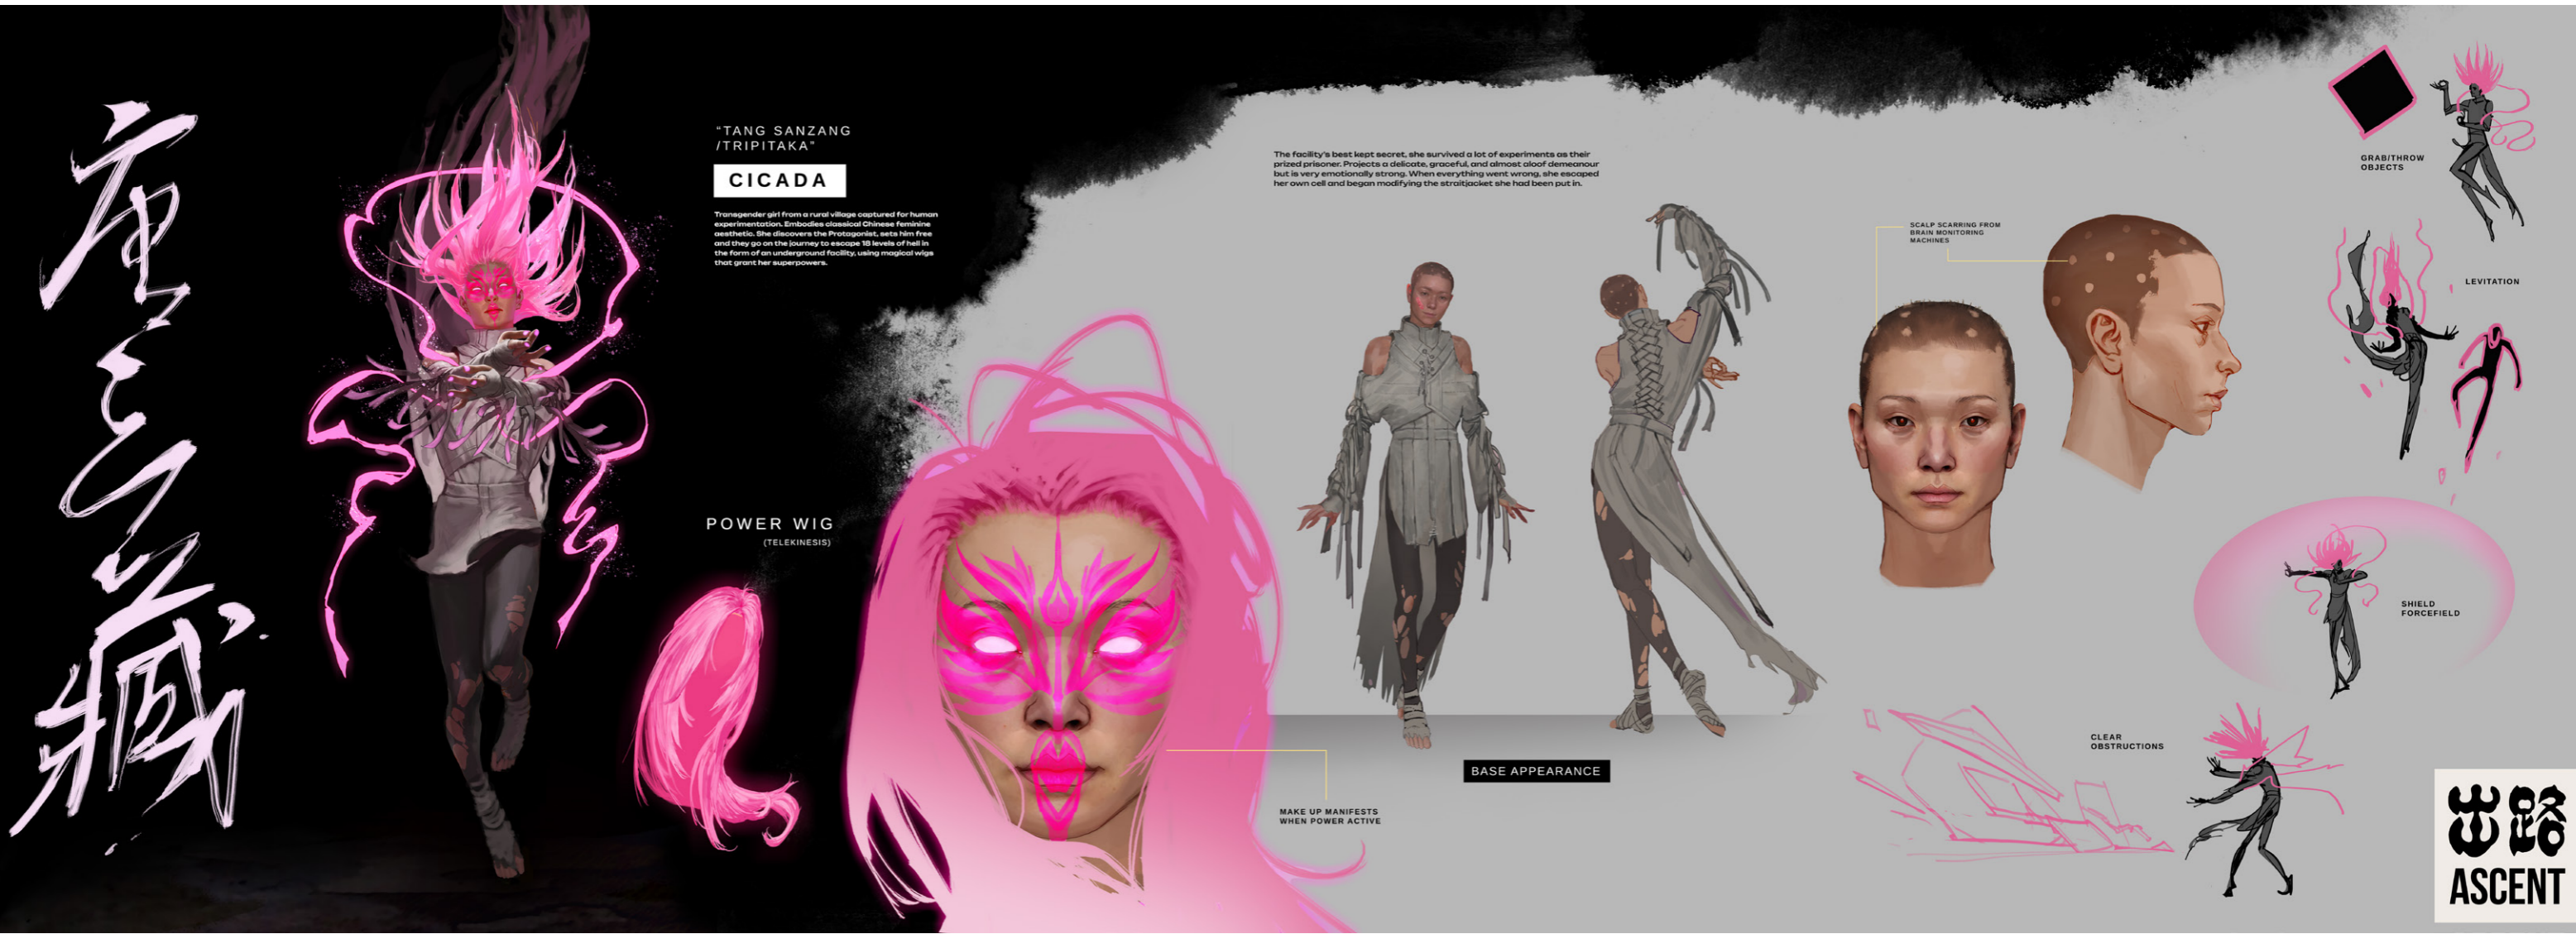 唐三藏
"TANG SANZANG
/TRIPITAKA"
CICADA
Transgender girl from a rural village captured for human
experimentation. Embodies classical Chinese feminine
aesthetic. She discovers the Protagonist, sets him free
and they go on the journey to escape 18 levels of hell in
the form of an underground facility, using magical wigs
that grant her superpowers.
POWER WIG
(TELEKINESIS)
The facility's best kept secret, she survived a lot of experiments as their
prized prisoner. Projects a delicate, graceful, and almost aloof demeanour
but is very emotionally strong. When everything went wrong, she escaped
her own cell and began modifying the straitjacket she had been put in.
MAKE UP MANIFESTS
WHEN POWER ACTIVE
BASE APPEARANCE
SCALP SCARRING FROM
BRAIN MONITORING
MACHINES
GRAB/THROW
OBJECTS
LEVITATION
SHIELD
FORCEFIELD
CLEAR
OBSTRUCTIONS
出路
ASCENT